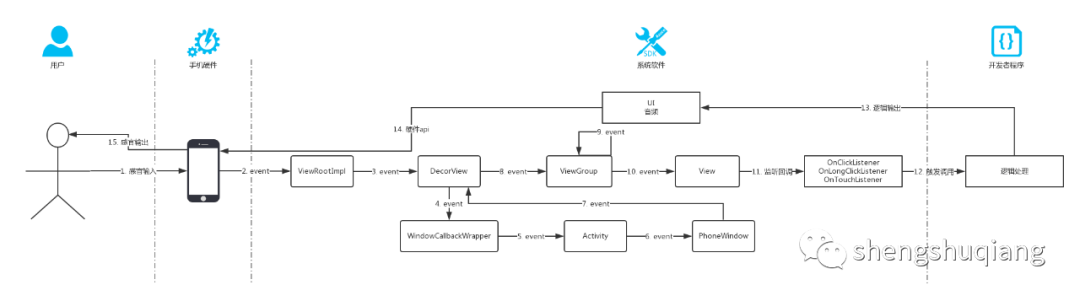 SDK
用户
手机硬件
系统软件
开发者程序
UI
音频
13. 逻辑输出
14. 硬件api
9. event
15. 感官输出
1. 感官输入
2. event
ViewRootImpl
3. event
DecorView
8. event
ViewGroup
10. event
View
11. 监听回调
OnClickListener
OnLongClickListener
OnTouchListener
12. 触发调用
逻辑处理
4. event
7. event
WindowCallbackWrapper
5. event
Activity
6. event
PhoneWindow
shengshuqiang